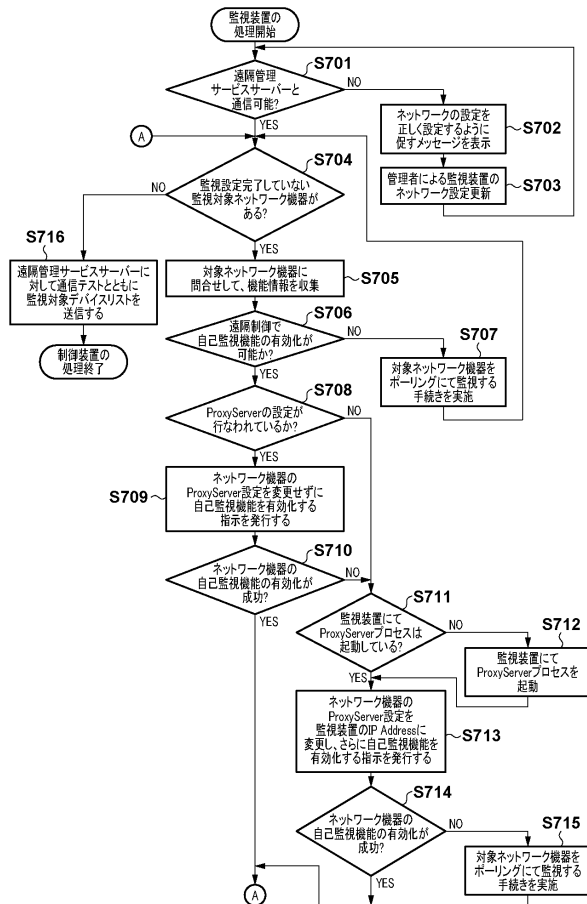 監視装置の
処理開始
S701
遠隔管理
サービスサーバーと
通信可能?
NO
YES
S702
ネットワークの設定を
正しく設定するように
促すメッセージを表示
S703
管理者による監視装置の
ネットワーク設定更新
A
S704
監視設定完了していない
監視対象ネットワーク機器が
ある?
NO
YES
S716
遠隔管理サービスサーバーに
対して通信テストとともに
監視対象デバイスリストを
送信する
制御装置の
処理終了
S705
対象ネットワーク機器に
問合せして、機能情報を収集
S706
遠隔制御で
自己監視機能の有効化が
可能か?
NO
YES
S707
対象ネットワーク機器を
ポーリングにて監視する
手続きを実施
S708
ProxyServerの設定が
行なわれているか?
NO
YES
S709
ネットワーク機器の
ProxyServer設定を変更せずに
自己監視機能を有効化する
指示を発行する
S710
ネットワーク機器の
自己監視機能の有効化が
成功?
NO
YES
S711
監視装置にて
ProxyServerプロセスは
起動している?
NO
YES
S712
監視装置にて
ProxyServerプロセスを
起動
S713
ネットワーク機器の
ProxyServer設定を
監視装置のIP Addressに
変更し、さらに自己監視機能を
有効化する指示を発行する
S714
ネットワーク機器の
自己監視機能の有効化が
成功?
NO
YES
S715
対象ネットワーク機器を
ポーリングにて監視する
手続きを実施
A